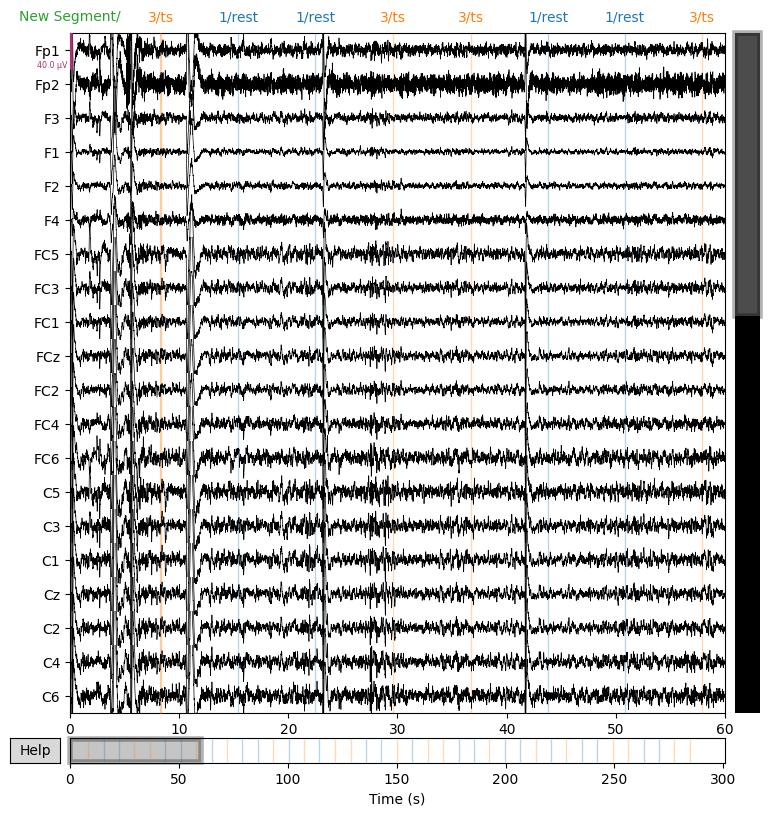 New Segment/ 3/ts 1/rest 1/rest 3/ts 3/ts 1/rest 1/rest 3/ts
Fp1
40.0 µV
Fp2
F3
F1
F2
F4
FC5
FC3
FC1
FCz
FC2
FC4
FC6
C5
C3
C1
Cz
C2
C4
C6
0 10 20 30 40 50 60
Help
0 50 100 150 200 250 300
Time (s)